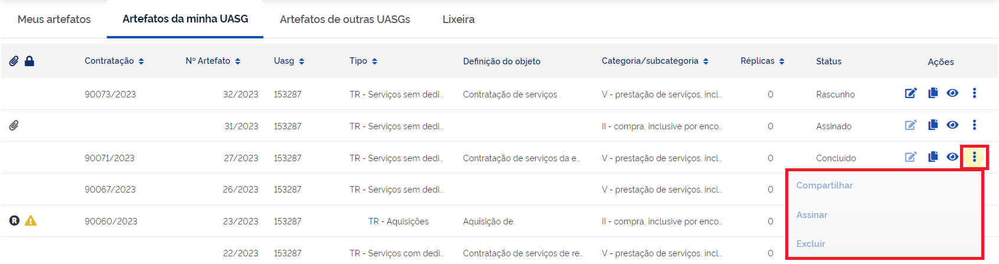 Meus artefatos Artefatos da minha UASG Artefatos de outras UASGs Lixeira
Contratação Nº Artefato Uasg Tipo Definição do objeto Categoria/subcategoria Réplicas Status Ações
90073/2023 32/2023 153287 TR - Serviços sem dedi... Contratação de serviços . V - prestação de serviços, incl... 0 Rascunho
31/2023 153287 TR - Serviços sem dedi... II - compra, inclusive por enco... 0 Assinado
90071/2023 27/2023 153287 TR - Serviços sem dedi... Contratação de serviços da e... V - prestação de serviços, incl... 0 Concluído
90067/2023 26/2023 153287 TR - Serviços sem dedi... V - prestação de serviços, incl... 0
Compartilhar
Assinar
Excluir
R 90060/2023 23/2023 153287 TR - Aquisições Aquisição de. II - compra, inclusive por enco... 0
22/2023 153287 TR - Serviços com dedi... Contratação de serviços de re... V - prestação de serviços, incl... 0